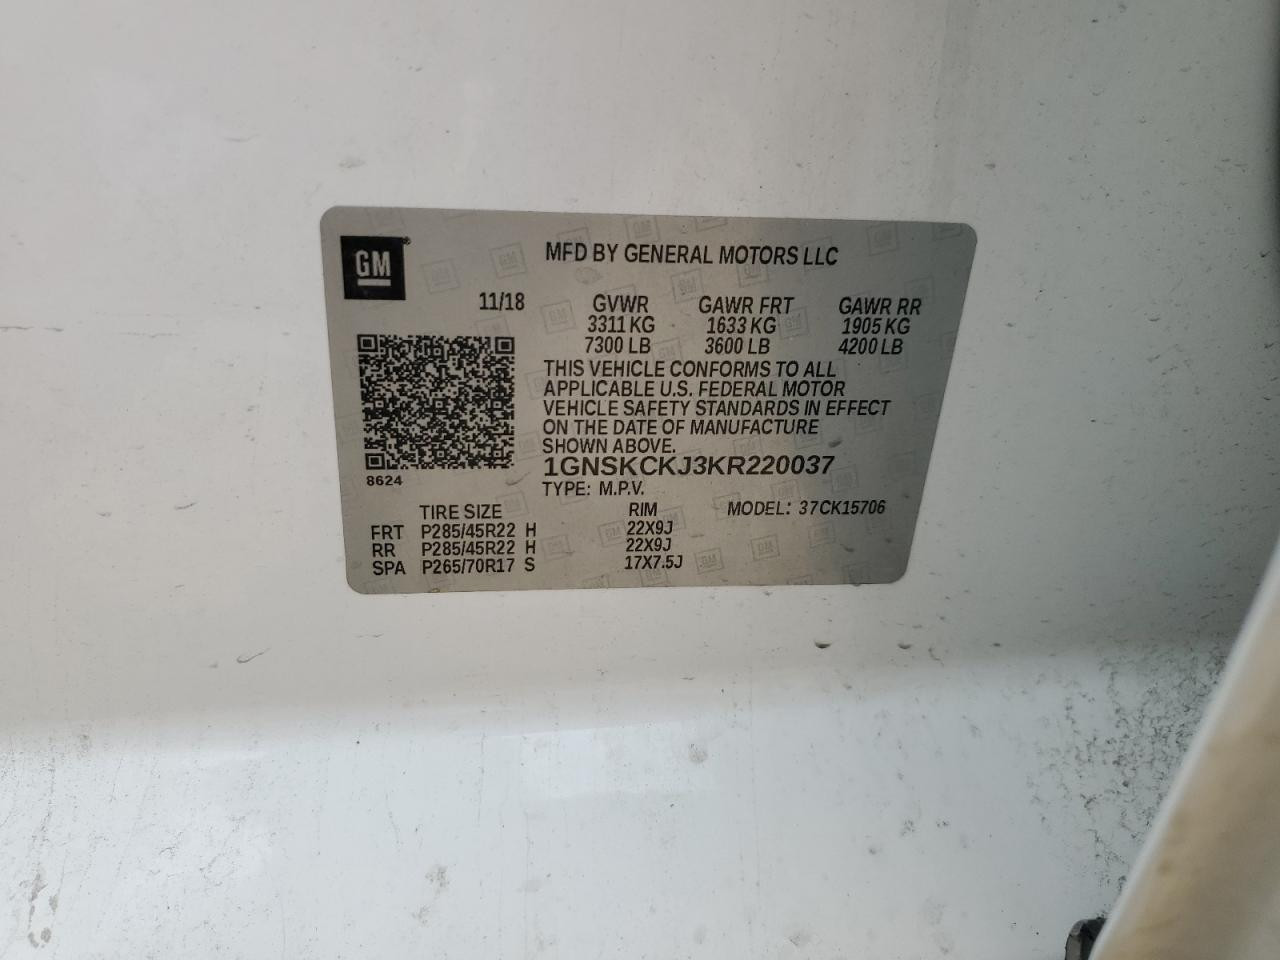 GM
MFD BY GENERAL MOTORS LLC
11/18 GVWR GAWR FRT GAWR RR
3311 KG 1633 KG 1905 KG
7300 LB 3600 LB 4200 LB
THIS VEHICLE CONFORMS TO ALL
APPLICABLE U.S. FEDERAL MOTOR
VEHICLE SAFETY STANDARDS IN EFFECT
ON THE DATE OF MANUFACTURE
SHOWN ABOVE.
1GNSKCKJ3KR220037
8624
TYPE: M.P.V.
TIRE SIZE RIM MODEL: 37CK15706
FRT P285/45R22 H 22X9J
RR P285/45R22 H 22X9J
SPA P265/70R17 S 17X7.5J